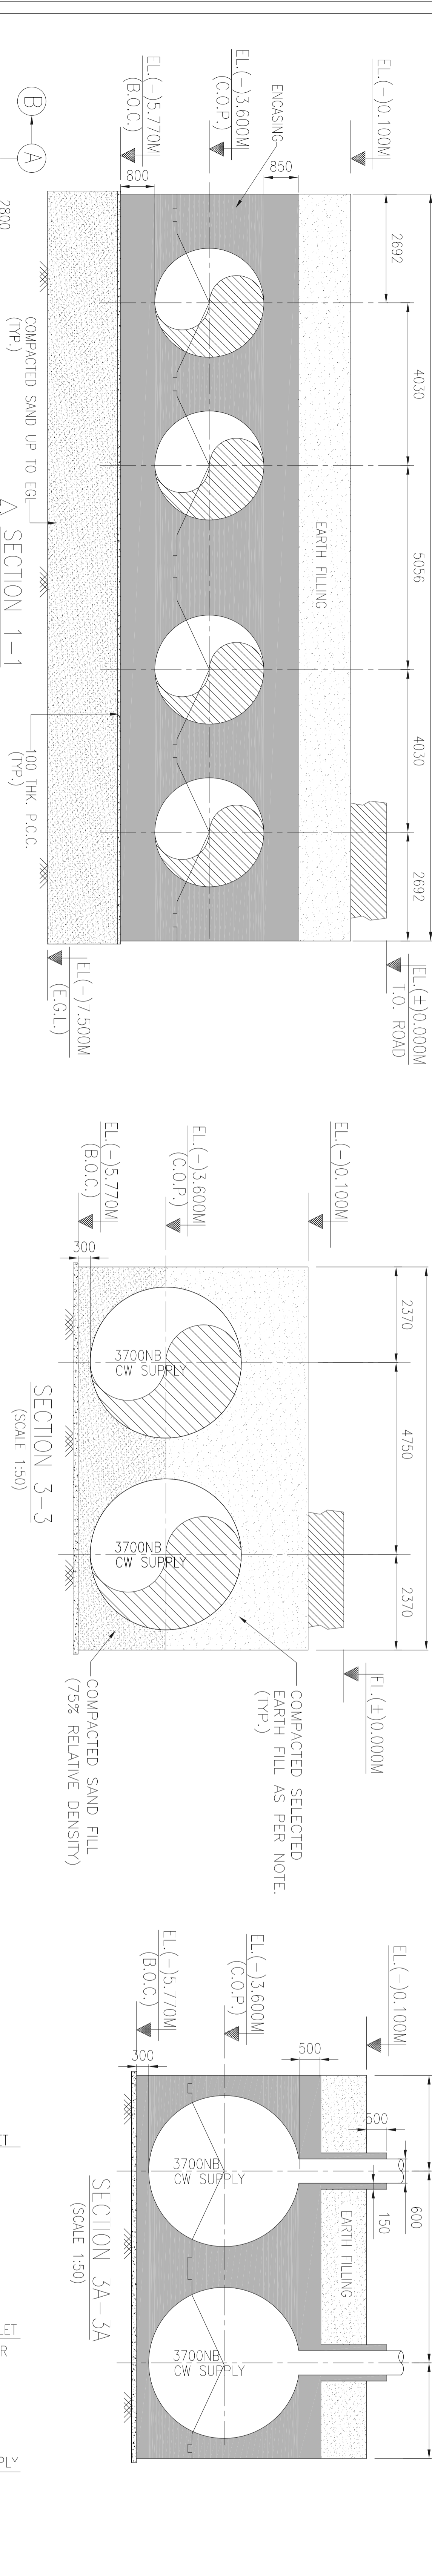 EL.(-)0.100M
EL.(-)3.600M
(C.O.P.)
EL.(-)5.770M
(B.O.C.)
ENCASING
850
800
2692
4030
5056
4030
2692
EARTH FILLING
EL.(±)0.000M
T.O. ROAD
EL(-)7.500M
(E.G.L.)
B
A
2800
COMPACTED SAND UP TO EGL
(TYP.)
100 THK. P.C.C.
(TYP.)
SECTION 1-1
EL.(-)0.100M
EL.(-)3.600M
(C.O.P.)
EL.(-)5.770M
(B.O.C.)
300
2370
4750
2370
3700NB
CW SUPPLY
3700NB
CW SUPPLY
EL.(±)0.000M
COMPACTED SELECTED
EARTH FILL AS PER NOTE.
(TYP.)
COMPACTED SAND FILL
(75% RELATIVE DENSITY)
SECTION 3-3
(SCALE 1:50)
EL.(-)0.100M
EL.(-)3.600M
(C.O.P.)
EL.(-)5.770M
(B.O.C.)
300
500
500
600
150
EARTH FILLING
3700NB
CW SUPPLY
3700NB
CW SUPPLY
SECTION 3A-3A
(SCALE 1:50)